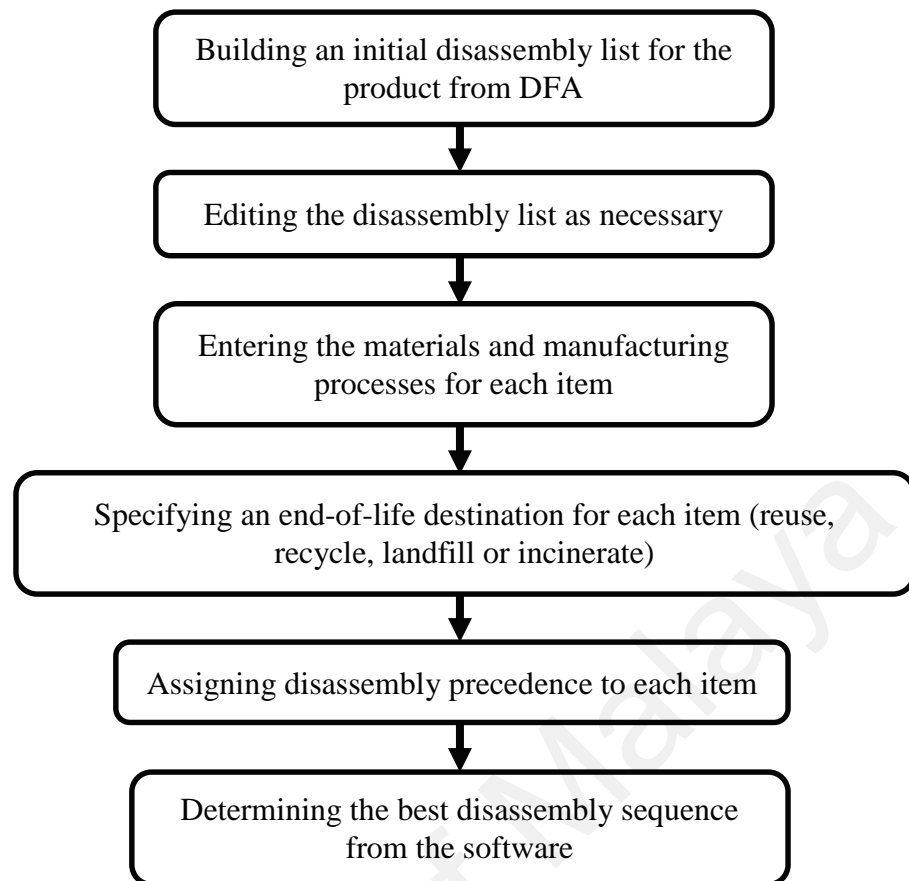 Building an initial disassembly list for the
product from DFA
Editing the disassembly list as necessary
Entering the materials and manufacturing
processes for each item
Specifying an end-of-life destination for each item (reuse,
recycle, landfill or incinerate)
Assigning disassembly precedence to each item
Determining the best disassembly sequence
from the software
Malaya